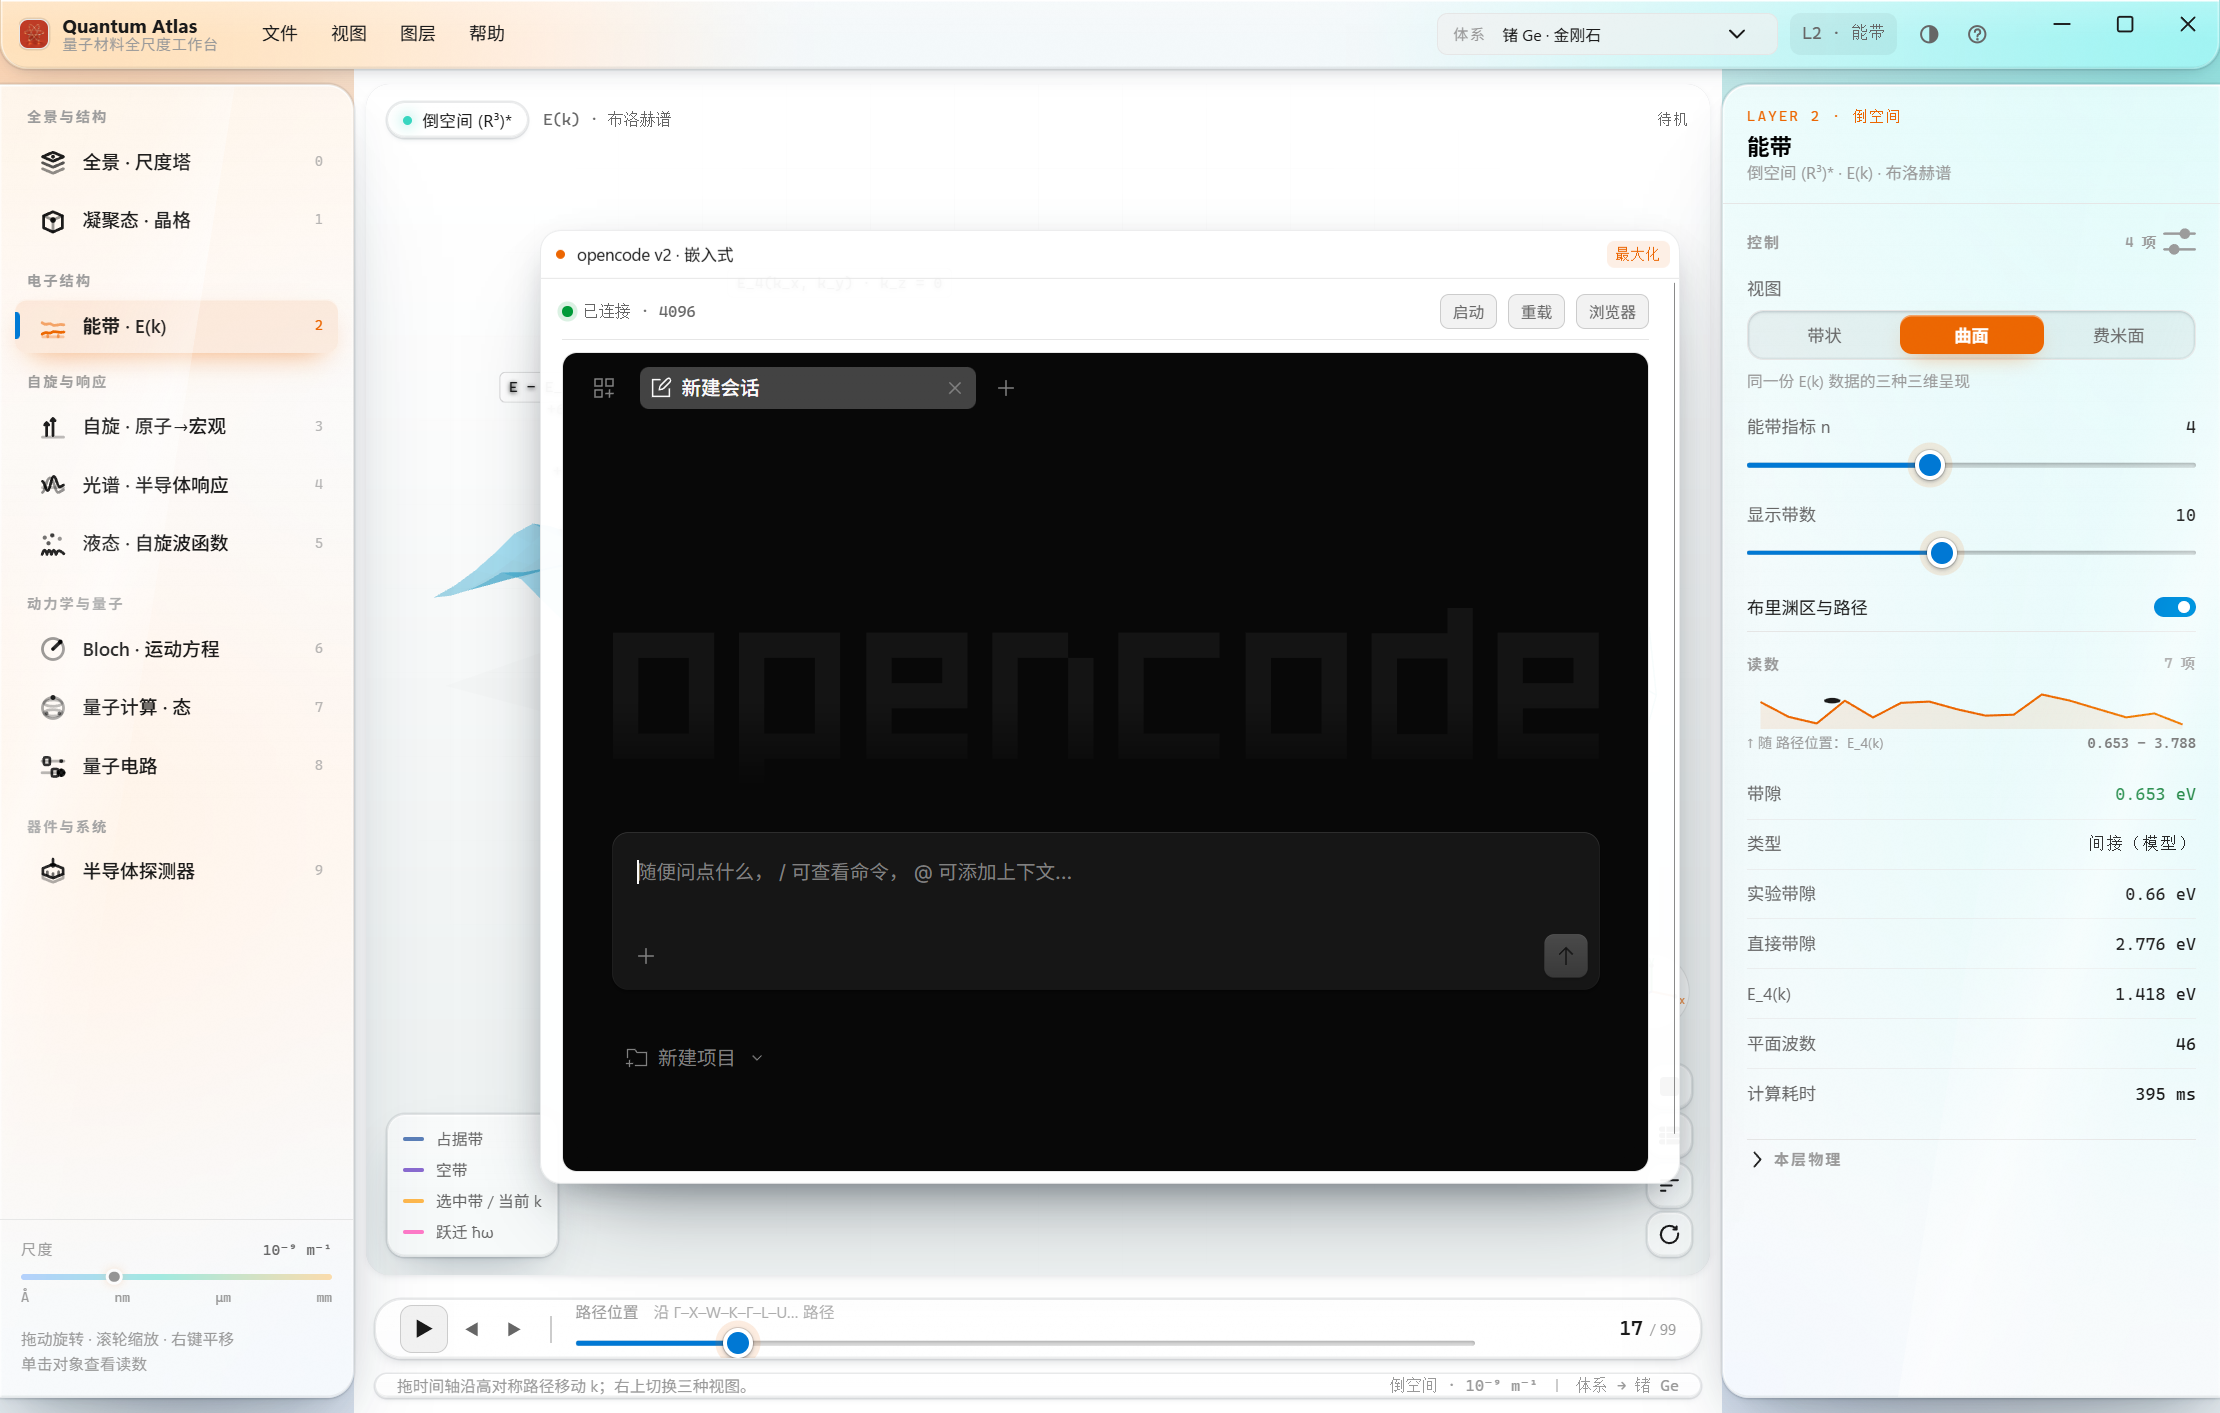 Quantum Atlas
量子材料全尺度工作台
文件 视图 图层 帮助
体系 锗 Ge · 金刚石
L2 · 能带
全景与结构
全景 · 尺度塔 0
凝聚态 · 晶格 1
电子结构
能带 · E(k) 2
自旋与响应
自旋 · 原子→宏观 3
光谱 · 半导体响应 4
液态 · 自旋波函数 5
动力学与量子
Bloch · 运动方程 6
量子计算 · 态 7
量子电路 8
器件与系统
半导体探测器 9
尺度 10⁻⁹ m⁻¹
Å nm μm mm
拖动旋转 · 滚轮缩放 · 右键平移
单击对象查看读数
倒空间 (R³)* E(k) · 布洛赫谱 待机
E_4(k_x, k_y) · k_z = 0
E −
opencode v2 · 嵌入式 最大化
已连接 · 4096 启动 重载 浏览器
新建会话
opencode
随便问点什么， / 可查看命令， @ 可添加上下文...
新建项目
x
占据带
空带
选中带 / 当前 k
跃迁 ħω
路径位置 沿 Γ–X–W–K–Γ–L–U... 路径
17 / 99
拖时间轴沿高对称路径移动 k；右上切换三种视图。
倒空间 · 10⁻⁹ m⁻¹ | 体系 → 锗 Ge
LAYER 2 · 倒空间
能带
倒空间 (R³)* · E(k) · 布洛赫谱
控制 4 项
视图
带状 曲面 费米面
同一份 E(k) 数据的三种三维呈现
能带指标 n 4
显示带数 10
布里渊区与路径
读数 7 项
↑ 随 路径位置：E_4(k) 0.653 – 3.788
带隙 0.653 eV
类型 间接（模型）
实验带隙 0.66 eV
直接带隙 2.776 eV
E_4(k) 1.418 eV
平面波数 46
计算耗时 395 ms
本层物理